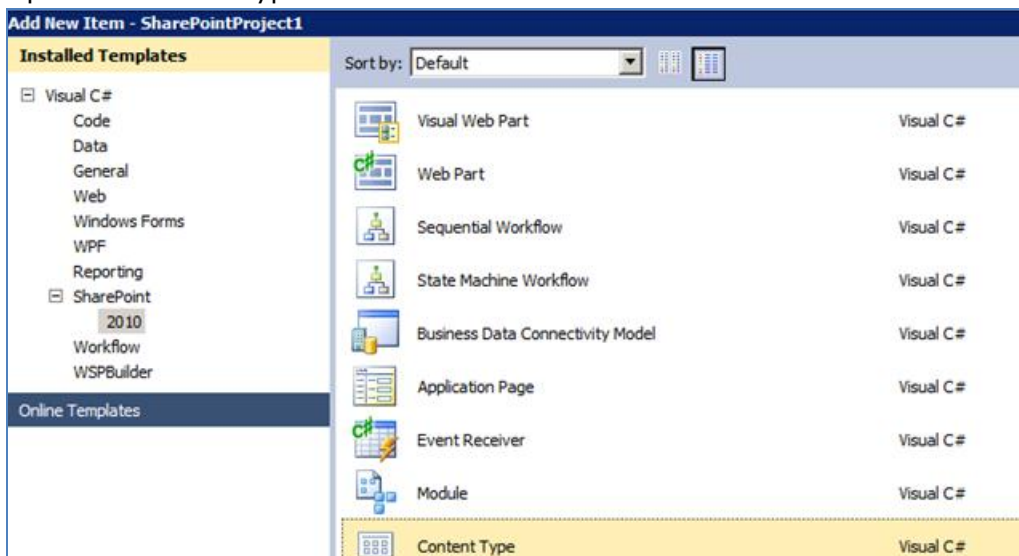 Add New Item - SharePointProject1
Installed Templates
Sort by: Default
Visual C#
Code
Data
General
Web
Windows Forms
WPF
Reporting
SharePoint
2010
Workflow
WSPBuilder
Online Templates
Visual Web Part Visual C#
Web Part Visual C#
Sequential Workflow Visual C#
State Machine Workflow Visual C#
Business Data Connectivity Model Visual C#
Application Page Visual C#
Event Receiver Visual C#
Module Visual C#
Content Type Visual C#